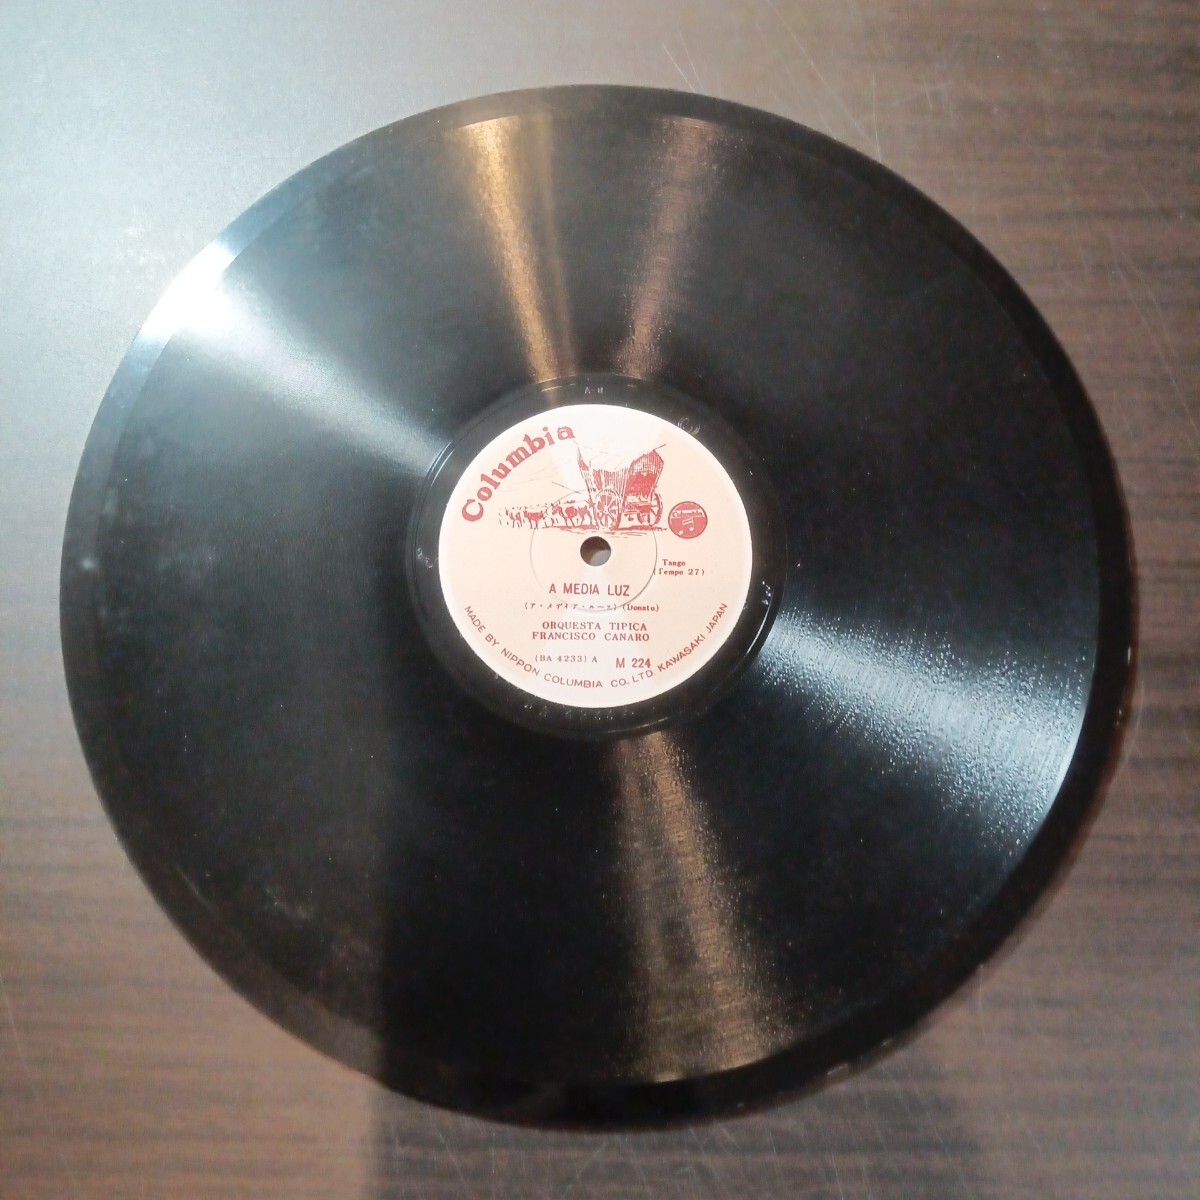 Columbia
Columbia
Tango
(Tempo 27)
A MEDIA LUZ
(ア・メディア・ルース) (Donato)
ORQUESTA TIPICA
FRANCISCO CANARO
(BA 4233) A M 224
MADE BY NIPPON COLUMBIA CO., LTD. KAWASAKI JAPAN